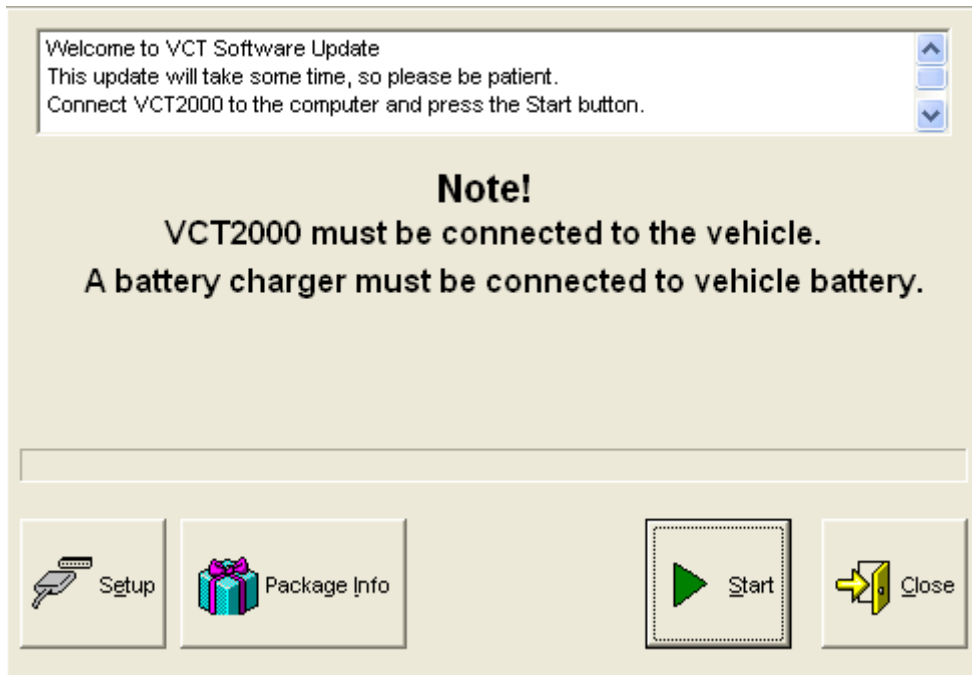 Welcome to VCT Software Update
This update will take some time, so please be patient.
Connect VCT2000 to the computer and press the Start button.
Note!
VCT2000 must be connected to the vehicle.
A battery charger must be connected to vehicle battery.
Setup
Package Info
Start
Close